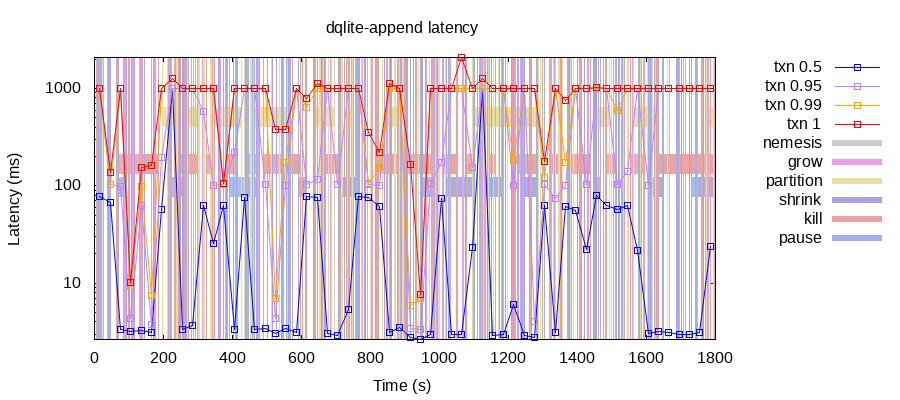 dqlite-append latency
Latency (ms)
1000
100
10
0 200 400 600 800 1000 1200 1400 1600 1800
Time (s)
txn 0.5
txn 0.95
txn 0.99
txn 1
nemesis
grow
partition
shrink
kill
pause